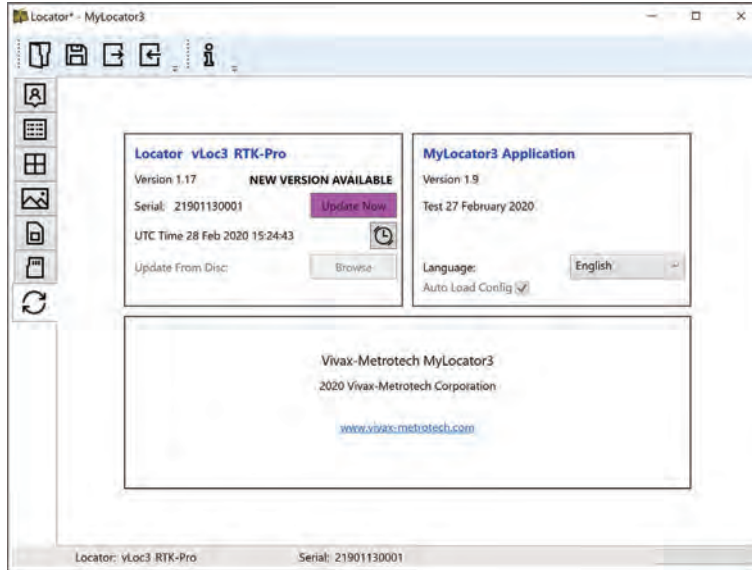 Locator* - MyLocator3
Locator vLoc3 RTK-Pro
Version 1.17 NEW VERSION AVAILABLE
Serial: 21901130001 Update Now
UTC Time 28 Feb 2020 15:24:43
Update From Disc: Browse
MyLocator3 Application
Version 1.9
Test 27 February 2020
Language: English
Auto Load Config
Vivax-Metrotech MyLocator3
2020 Vivax-Metrotech Corporation
www.vivax-metrotech.com
Locator: vLoc3 RTK-Pro Serial: 21901130001